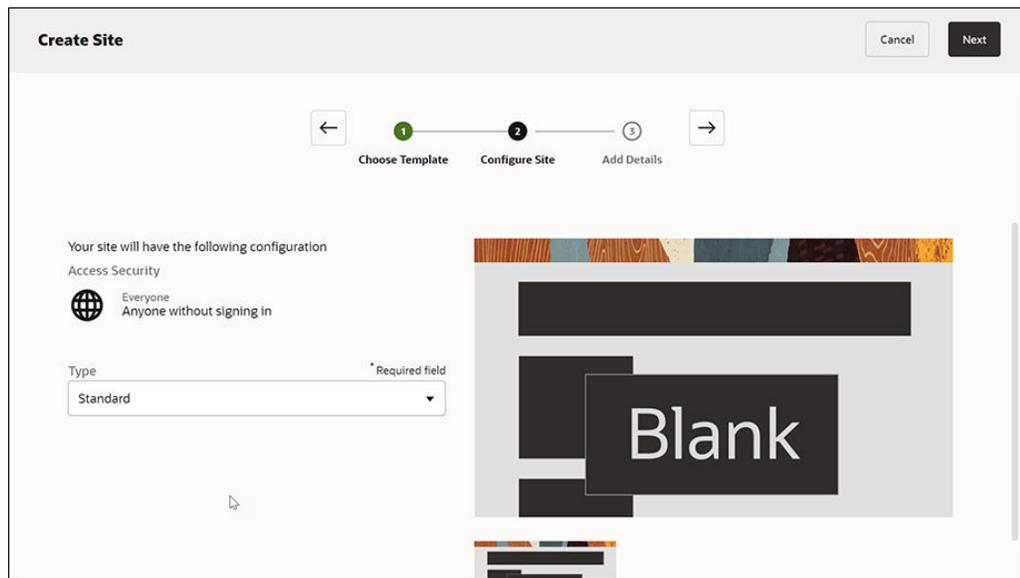 Create Site
Cancel
Next
1
2
3
Choose Template
Configure Site
Add Details
Your site will have the following configuration
Access Security
Everyone
Anyone without signing in
Type
* Required field
Standard
Blank